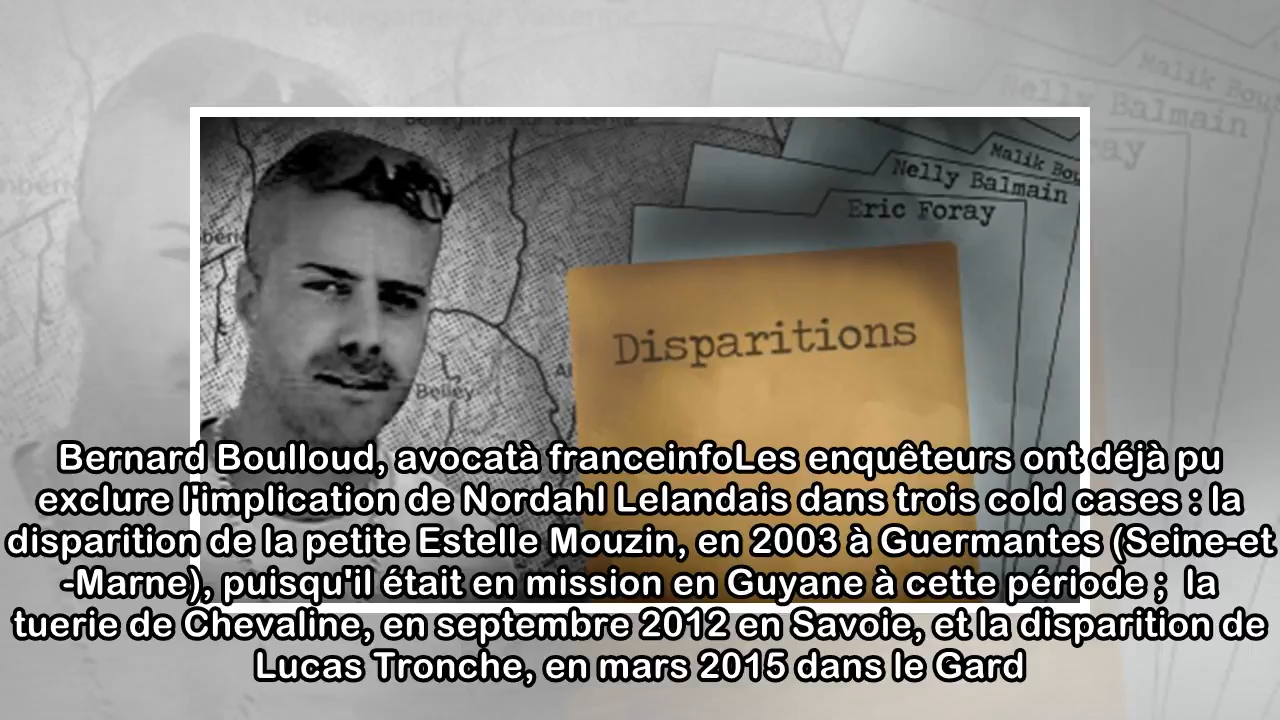 Malik Bou
Nelly Balmain
Eric Foray
Disparitions
Belley
Bernard Boulloud, avocatà franceinfoLes enquêteurs ont déjà pu
exclure l'implication de Nordahl Lelandais dans trois cold cases : la
disparition de la petite Estelle Mouzin, en 2003 à Guermantes (Seine-et
-Marne), puisqu'il était en mission en Guyane à cette période ;  la
tuerie de Chevaline, en septembre 2012 en Savoie, et la disparition de
Lucas Tronche, en mars 2015 dans le Gard